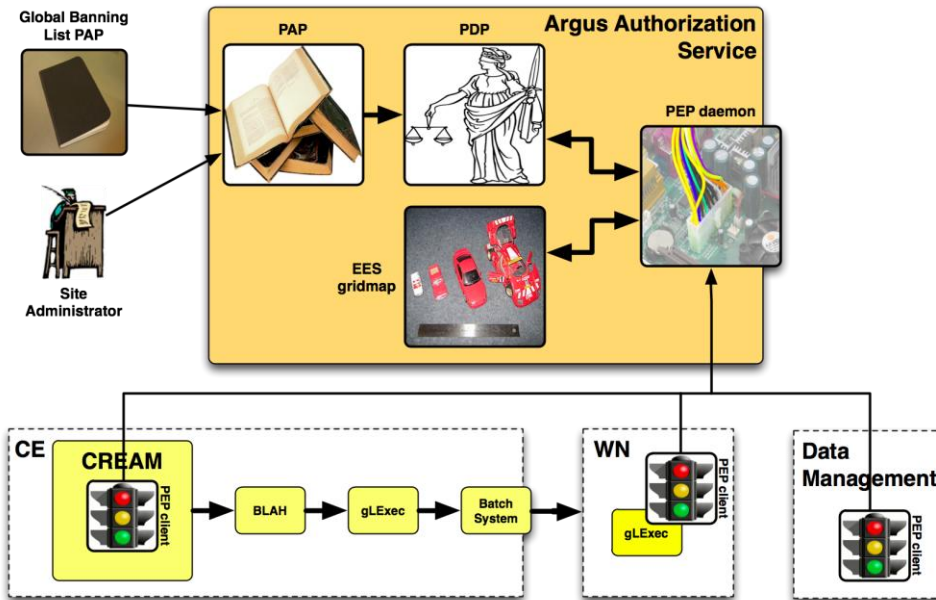 Global Banning
List PAP
PAP
PDP
Argus Authorization
Service
PEP daemon
EES
gridmap
Site
Administrator
CE
CREAM
PEP client
BLAH
gLExec
Batch
System
WN
PEP client
gLExec
Data
Management
PEP client